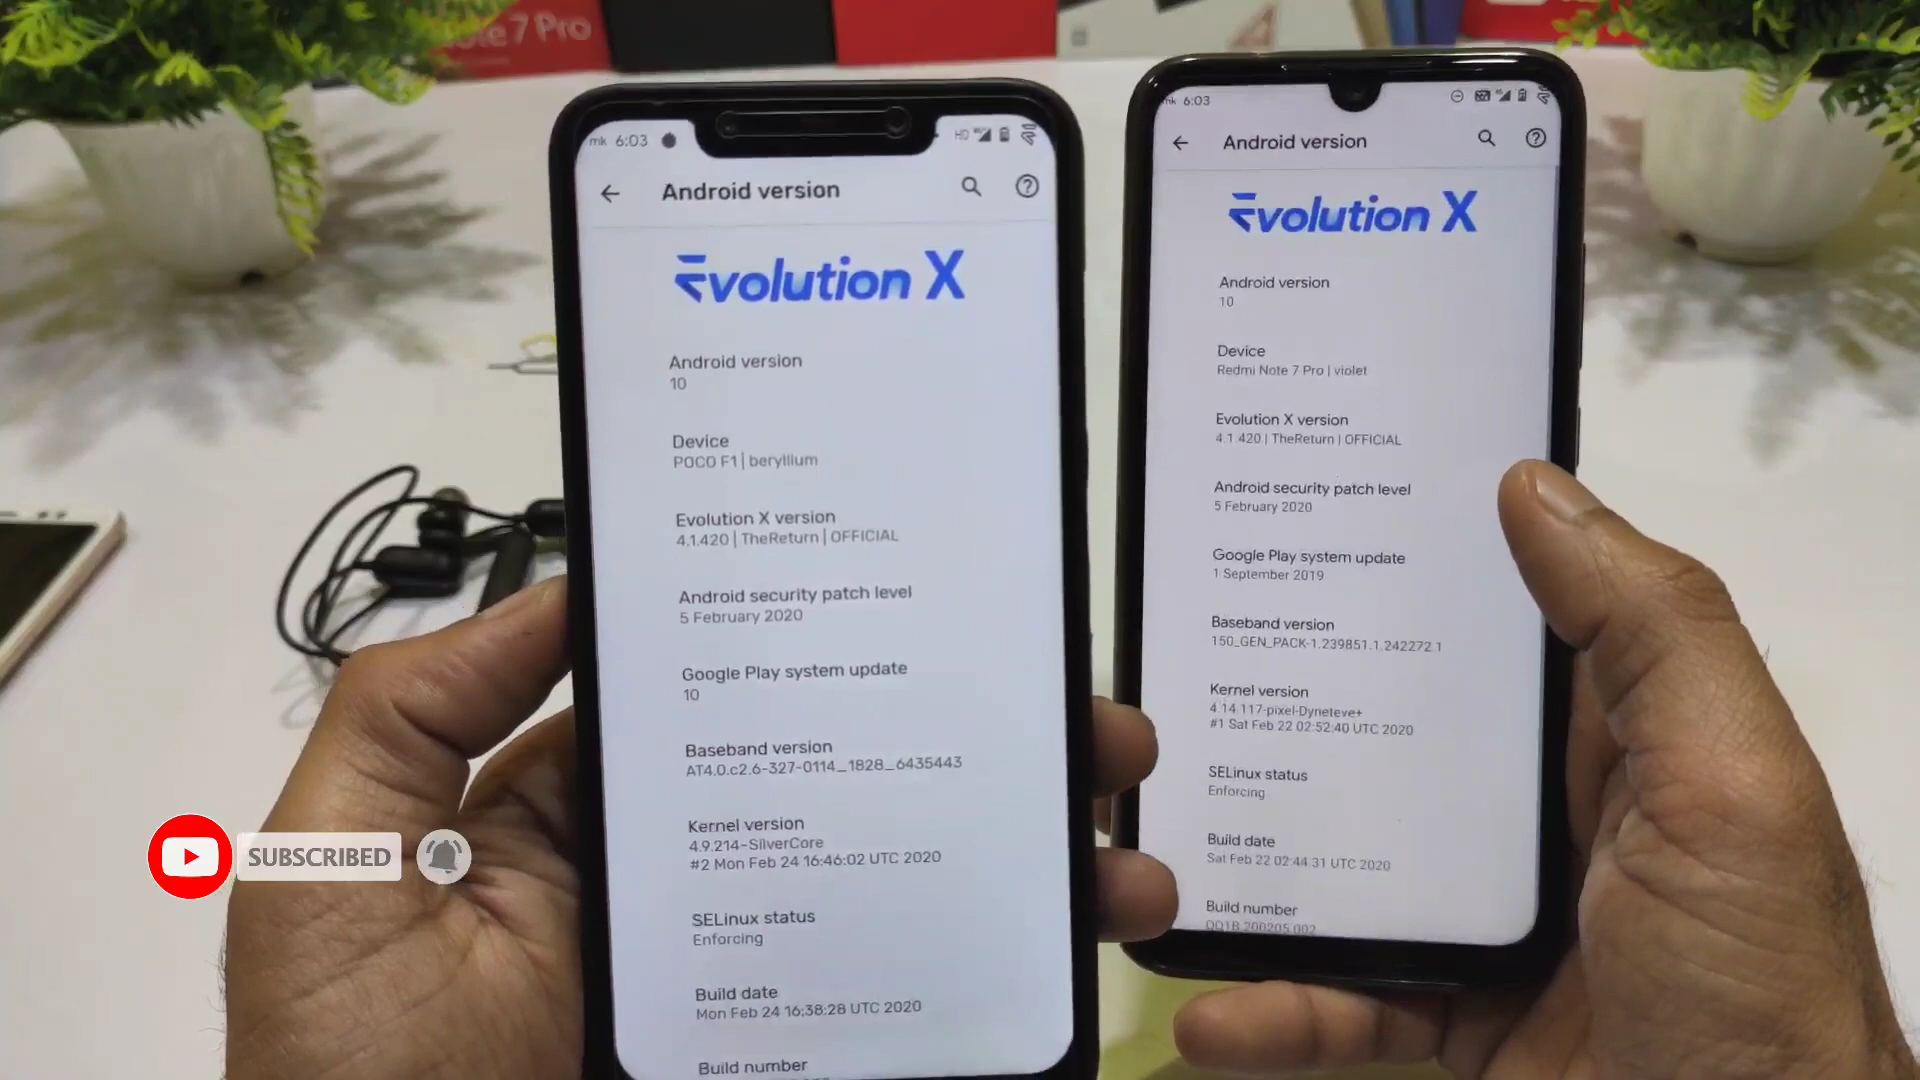 Note 7 Pro
mk 6:03
HD
Android version
Evolution X
Android version
10
Device
POCO F1 | beryllium
Evolution X version
4.1.420 | TheReturn | OFFICIAL
Android security patch level
5 February 2020
Google Play system update
10
Baseband version
AT4.0.c2.6-327-0114_1828_6435443
Kernel version
4.9.214-SilverCore
#2 Mon Feb 24 16:46:02 UTC 2020
SELinux status
Enforcing
Build date
Mon Feb 24 16:38:28 UTC 2020
Build number
mk 6:03
Android version
Evolution X
Android version
10
Device
Redmi Note 7 Pro | violet
Evolution X version
4.1.420 | TheReturn | OFFICIAL
Android security patch level
5 February 2020
Google Play system update
1 September 2019
Baseband version
150_GEN_PACK-1.239851.1.242272.1
Kernel version
4.14.117-pixel-Dyneteve+
#1 Sat Feb 22 02:52:40 UTC 2020
SELinux status
Enforcing
Build date
Sat Feb 22 02:44:31 UTC 2020
Build number
QQ1B.200205.002
SUBSCRIBED